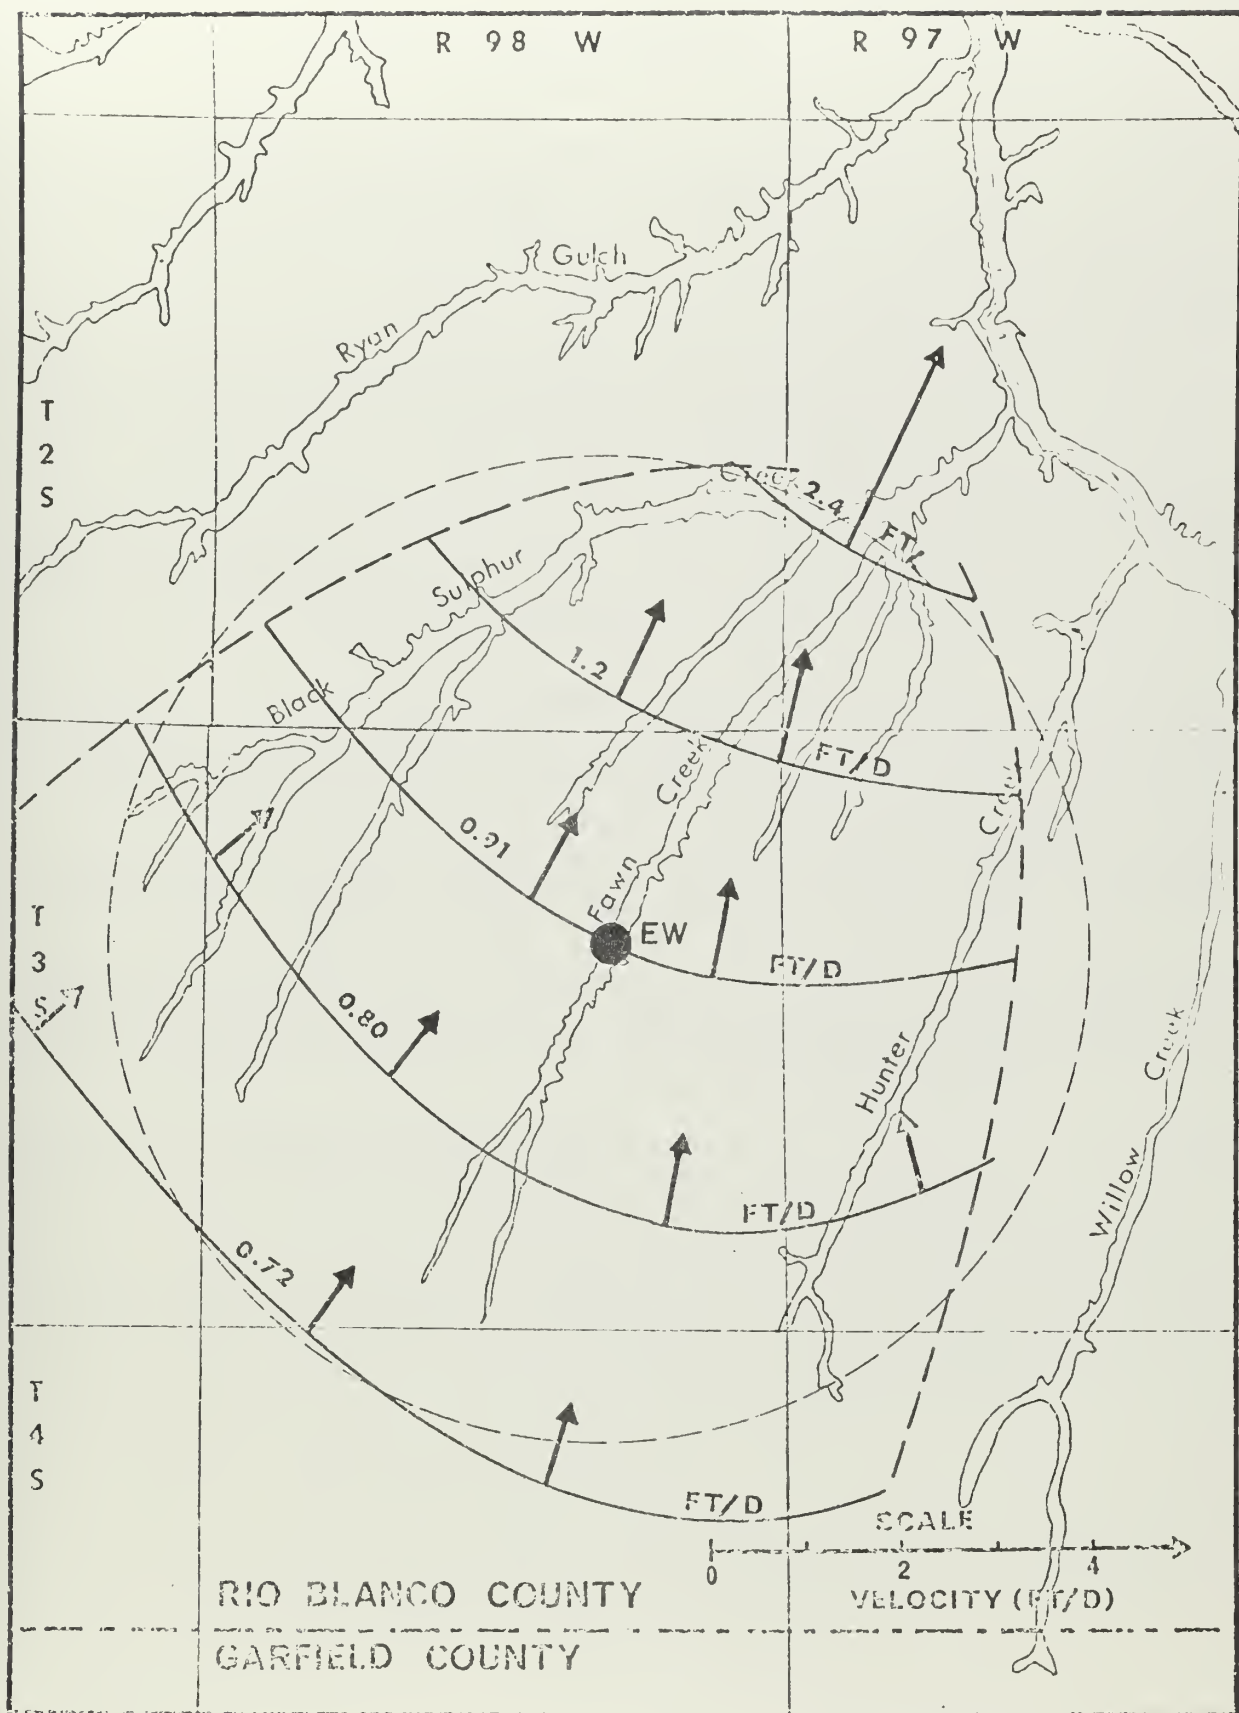 R 98 W
R 97 W
Gulch
Ryan
T
2
S
Creek
2.4
FT/
Sulphur
1.2
Black
FT/D
Creek
Creek
0.91
Fawn
EW
FT/D
T
3
S
0.80
Hunter
Creek
Willow
FT/D
0.72
T
4
S
FT/D
SCALE
0 2 4
VELOCITY (FT/D)
RIO BLANCO COUNTY
GARFIELD COUNTY